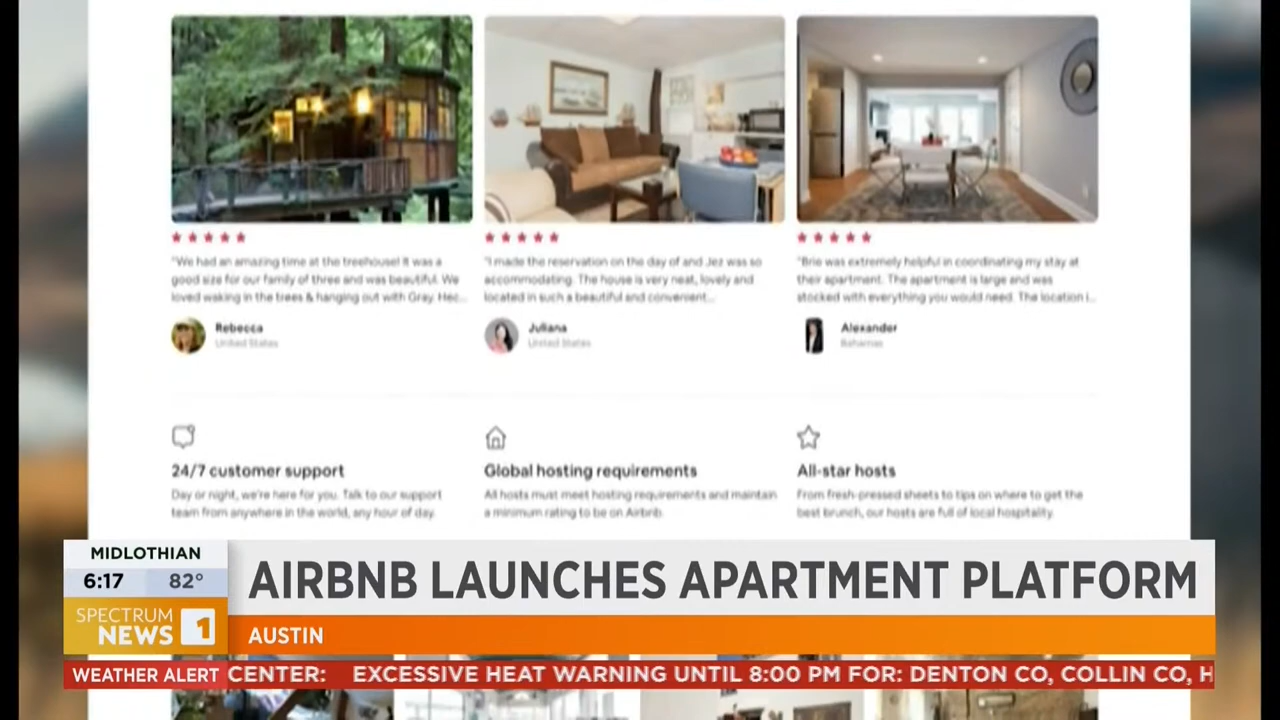 "We had an amazing time at the treehouse! It was a
good size for our family of three and was beautiful. We
loved waking in the trees & hanging out with Gray. Hec...
Rebecca
United States
"I made the reservation on the day of and Jez was so
accommodating. The house is very neat, lovely and
located in such a beautiful and convenient...
Juliana
United States
"Brie was extremely helpful in coordinating my stay at
their apartment. The apartment is large and was
stocked with everything you would need. The location i...
Alexander
Bahamas
24/7 customer support
Day or night, we're here for you. Talk to our support
team from anywhere in the world, any hour of day.
Global hosting requirements
All hosts must meet hosting requirements and maintain
a minimum rating to be on Airbnb.
All-star hosts
From fresh-pressed sheets to tips on where to get the
best brunch, our hosts are full of local hospitality.
MIDLOTHIAN
6:17 82°
SPECTRUM
NEWS 1
AIRBNB LAUNCHES APARTMENT PLATFORM
AUSTIN
WEATHER ALERT CENTER: EXCESSIVE HEAT WARNING UNTIL 8:00 PM FOR: DENTON CO, COLLIN CO, H